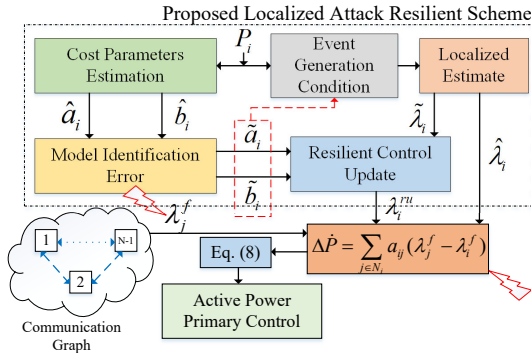 Proposed Localized Attack Resilient Scheme
Cost Parameters
Estimation
P_i
Event
Generation
Condition
Localized
Estimate
â_i
b̂_i
ã_i
λ̃_i
λ̂_i
Model Identification
Error
b̃_i
Resilient Control
Update
λ_j^f
λ_i^{ru}
1
N-1
2
Eq. (8)
ΔṖ = ∑_{j∈N_i} a_{ij}(λ_j^f − λ_i^f)
Active Power
Primary Control
Communication
Graph